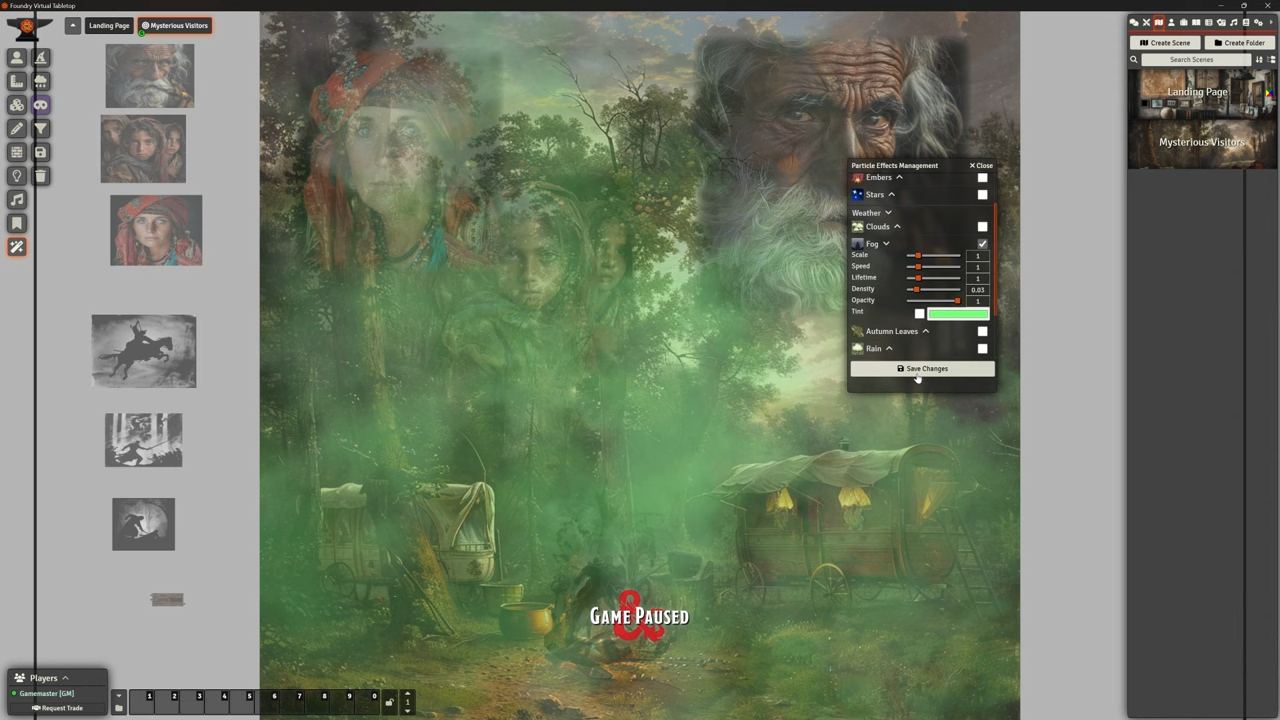 Foundry Virtual Tabletop
Landing Page
Mysterious Visitors
G
Create Scene
Create Folder
Search Scenes
Landing Page
Mysterious Visitors
Particle Effects Management
Close
Embers
Stars
Weather
Clouds
Fog
Scale
1
Speed
1
Lifetime
1
Density
0.03
Opacity
1
Tint
Autumn Leaves
Rain
Save Changes
GAME PAUSED
&
Players
Gamemaster [GM]
Request Trade
1 2 3 4 5 6 7 8 9 0
1